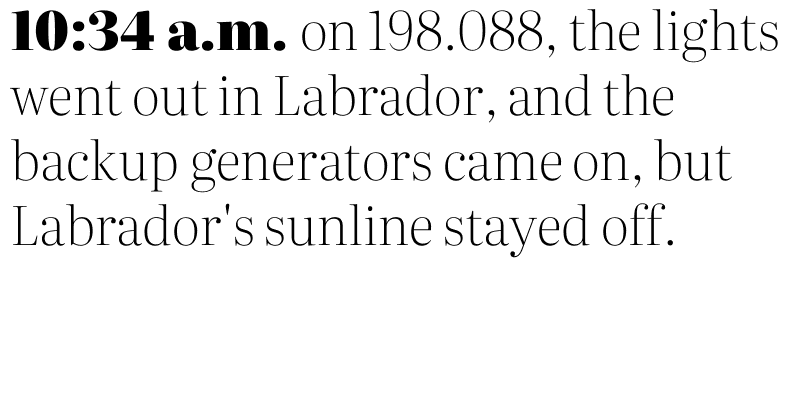 10:34 a.m. on 198.088, the lights
went out in Labrador, and the
backup generators came on, but
Labrador's sunline stayed off.